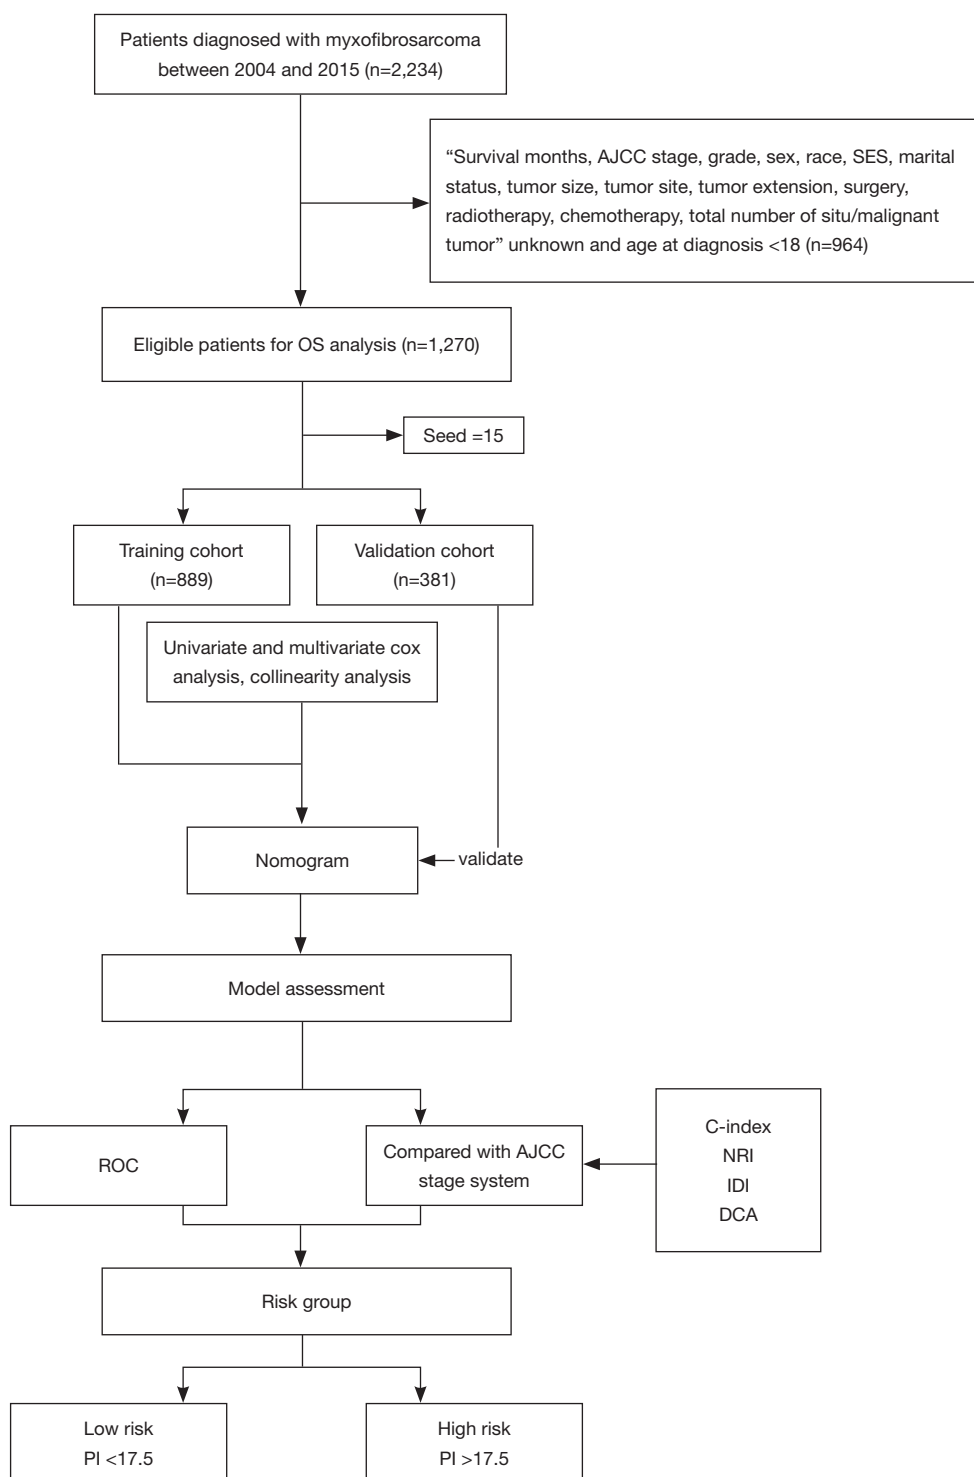 Patients diagnosed with myxofibrosarcoma
between 2004 and 2015 (n=2,234)
“Survival months, AJCC stage, grade, sex, race, SES, marital
status, tumor size, tumor site, tumor extension, surgery,
radiotherapy, chemotherapy, total number of situ/malignant
tumor” unknown and age at diagnosis <18 (n=964)
Eligible patients for OS analysis (n=1,270)
Seed =15
Training cohort
(n=889)
Validation cohort
(n=381)
Univariate and multivariate cox
analysis, collinearity analysis
Nomogram
validate
Model assessment
ROC
Compared with AJCC
stage system
C-index
NRI
IDI
DCA
Risk group
Low risk
PI <17.5
High risk
PI >17.5